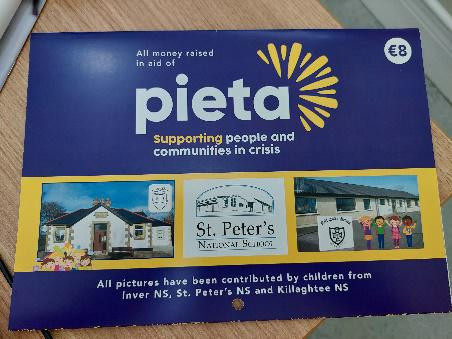 All money raised
in aid of
€8
pieta
Supporting people and
communities in crisis
St. Peter's
NATIONAL SCHOOL
All pictures have been contributed by children from
Inver NS, St. Peter's NS and Killaghtee NS